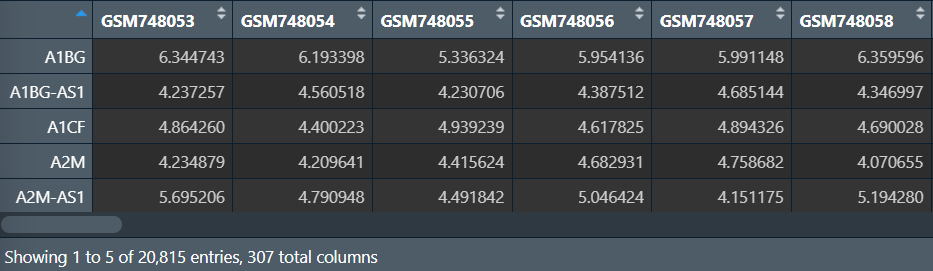 GSM748053 GSM748054 GSM748055 GSM748056 GSM748057 GSM748058
A1BG 6.344743 6.193398 5.336324 5.954136 5.991148 6.359596
A1BG-AS1 4.237257 4.560518 4.230706 4.387512 4.685144 4.346997
A1CF 4.864260 4.400223 4.939239 4.617825 4.894326 4.690028
A2M 4.234879 4.209641 4.415624 4.682931 4.758682 4.070655
A2M-AS1 5.695206 4.790948 4.491842 5.046424 4.151175 5.194280
Showing 1 to 5 of 20,815 entries, 307 total columns